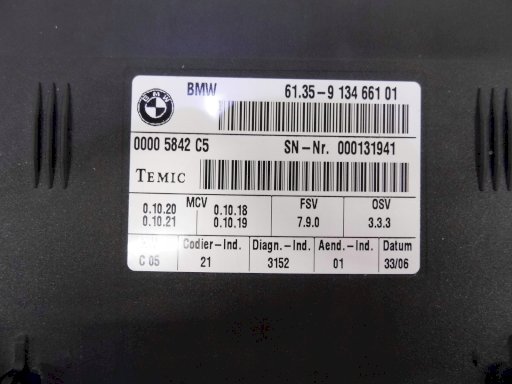 BMW 61.35-9 134 661 01
BMW
0000 5842 C5 SN-Nr. 000131941
TEMIC
MCV FSV OSV
0.10.20 0.10.18 7.9.0 3.3.3
0.10.21 0.10.19
Codier-Ind. Diagn.-Ind. Aend.-Ind. Datum
C 05 21 3152 01 33/06